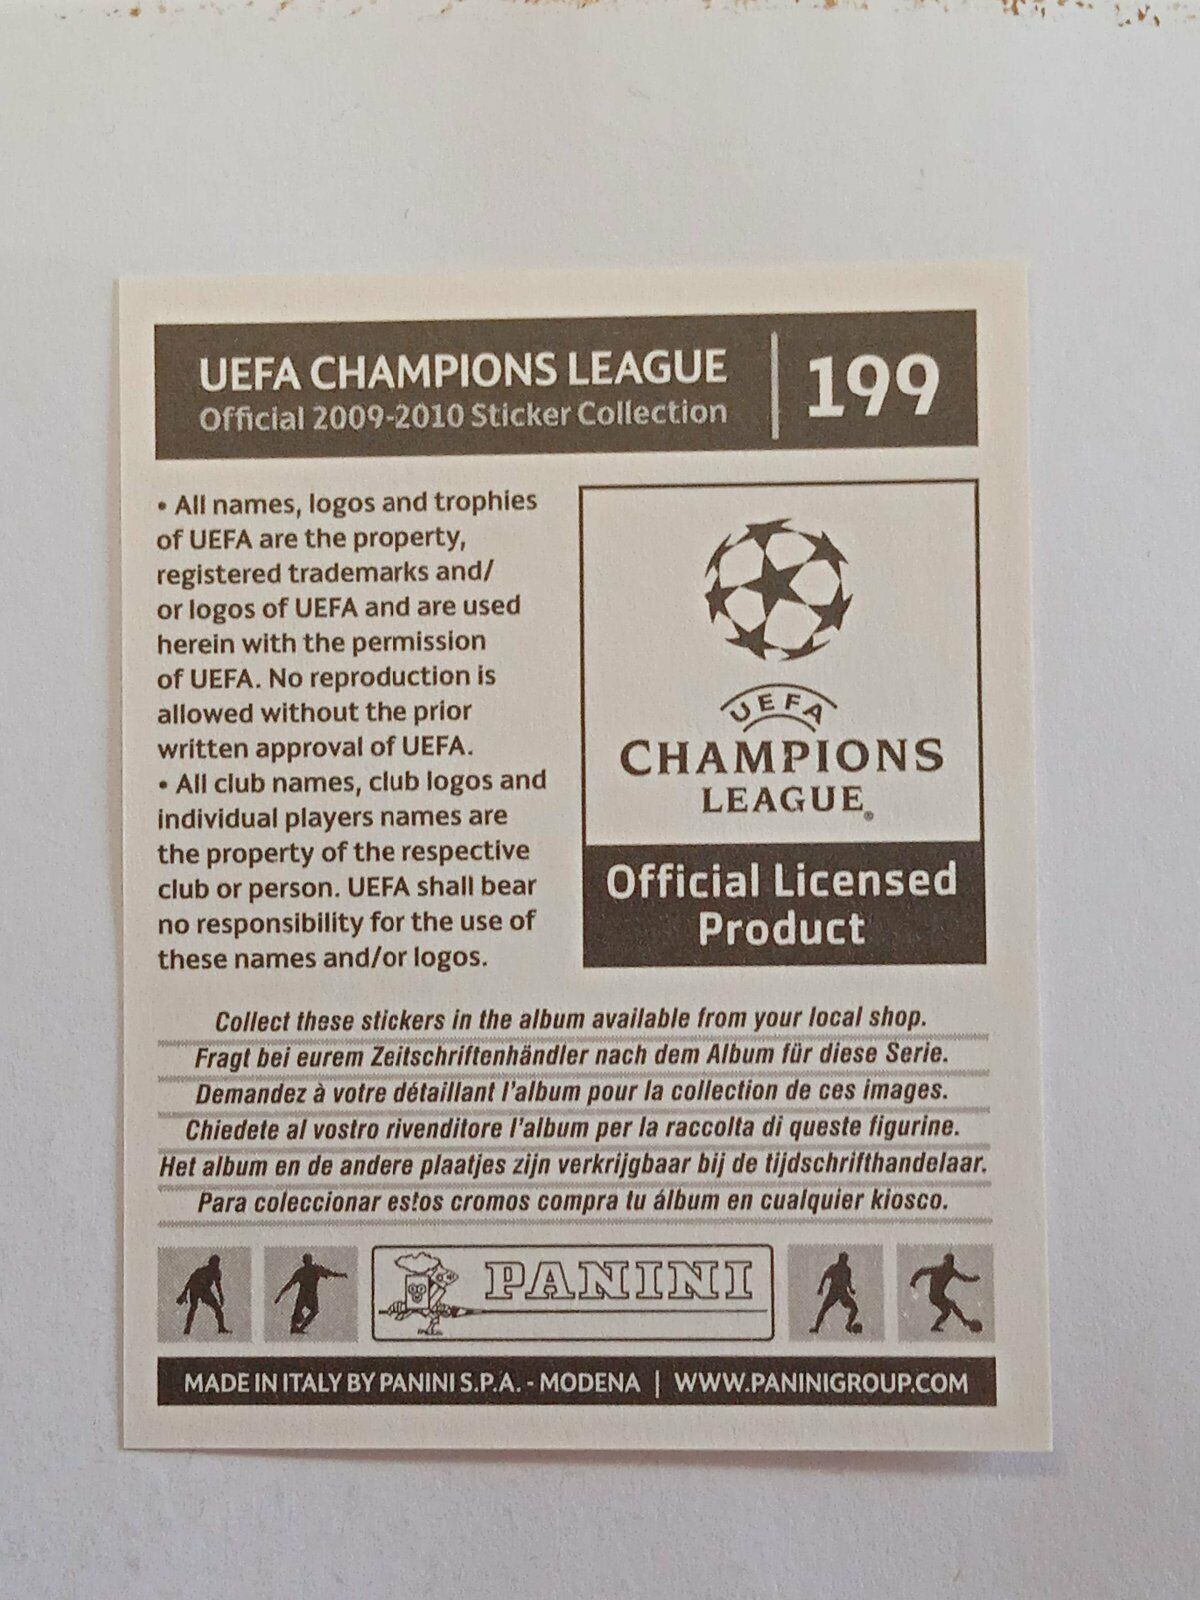 UEFA CHAMPIONS LEAGUE
Official 2009-2010 Sticker Collection
199
• All names, logos and trophies
of UEFA are the property,
registered trademarks and/
or logos of UEFA and are used
herein with the permission
of UEFA. No reproduction is
allowed without the prior
written approval of UEFA.
• All club names, club logos and
individual players names are
the property of the respective
club or person. UEFA shall bear
no responsibility for the use of
these names and/or logos.
UEFA
CHAMPIONS
LEAGUE®
Official Licensed
Product
Collect these stickers in the album available from your local shop.
Fragt bei eurem Zeitschriftenhändler nach dem Album für diese Serie.
Demandez à votre détaillant l'album pour la collection de ces images.
Chiedete al vostro rivenditore l'album per la raccolta di queste figurine.
Het album en de andere plaatjes zijn verkrijgbaar bij de tijdschrifthandelaar.
Para coleccionar estos cromos compra tu álbum en cualquier kiosco.
PANINI
MADE IN ITALY BY PANINI S.P.A. - MODENA | WWW.PANINIGROUP.COM